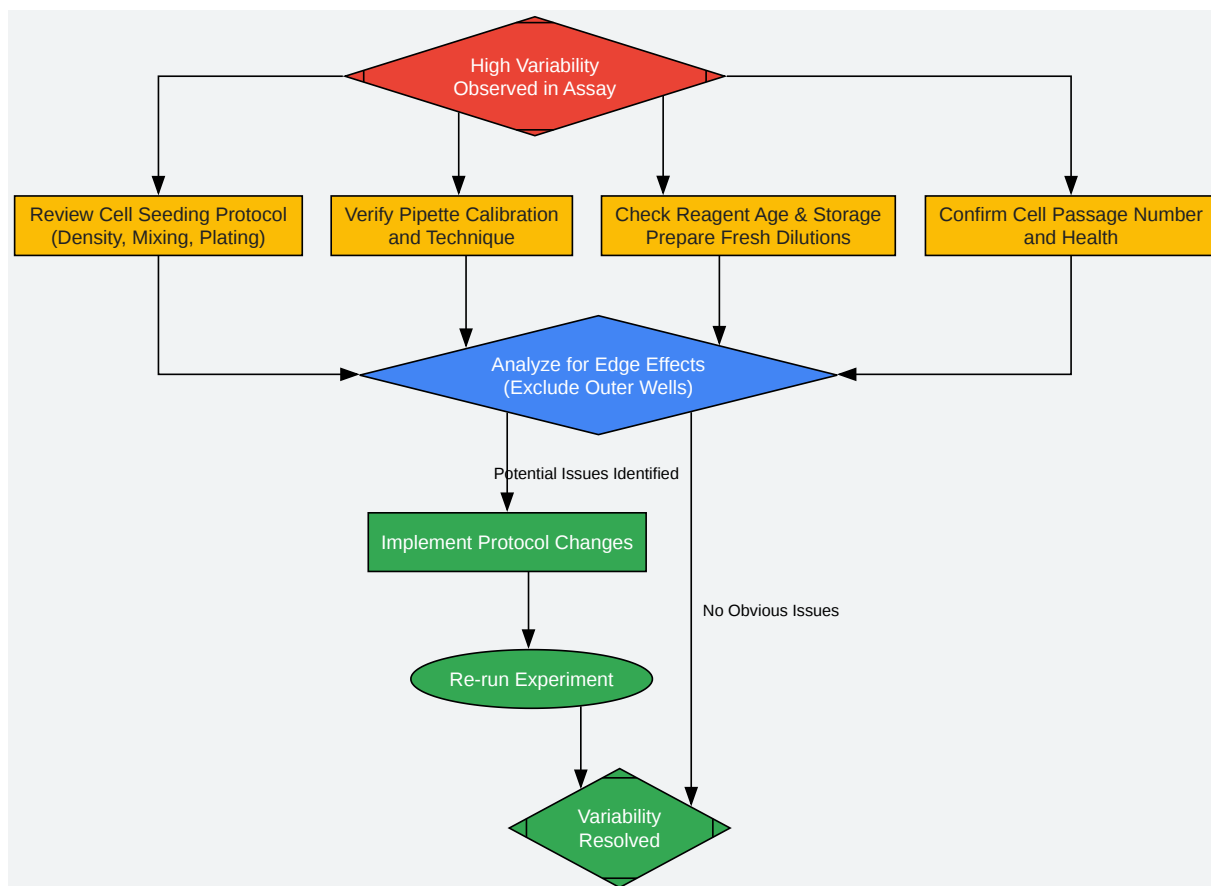 High Variability
Observed in Assay
Review Cell Seeding Protocol
(Density, Mixing, Plating)
Verify Pipette Calibration
and Technique
Check Reagent Age & Storage
Prepare Fresh Dilutions
Confirm Cell Passage Number
and Health
Analyze for Edge Effects
(Exclude Outer Wells)
Potential Issues Identified
Implement Protocol Changes
No Obvious Issues
Re-run Experiment
Variability
Resolved